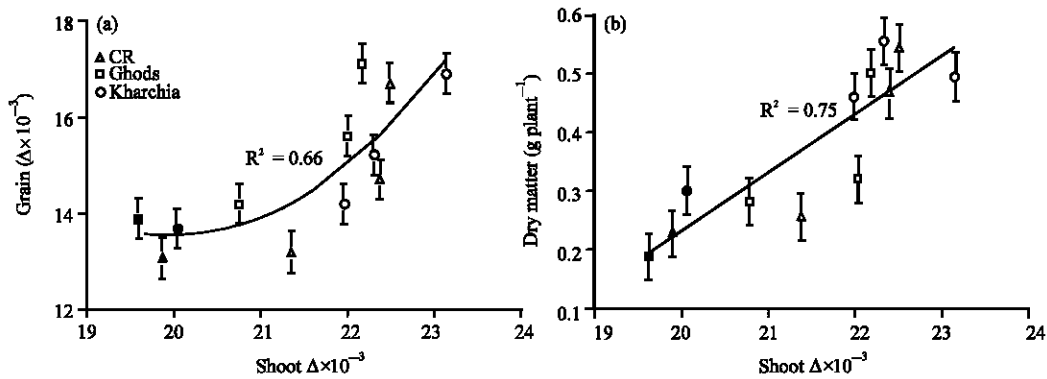 (a)
CR
Ghods
Kharchia
R² = 0.66
Grain (Δ×10⁻³)
18
16
14
12
19 20 21 22 23 24
Shoot Δ×10⁻³
(b)
R² = 0.75
Dry matter (g plant⁻¹)
0.6
0.5
0.4
0.3
0.2
0.1
19 20 21 22 23 24
Shoot Δ×10⁻³